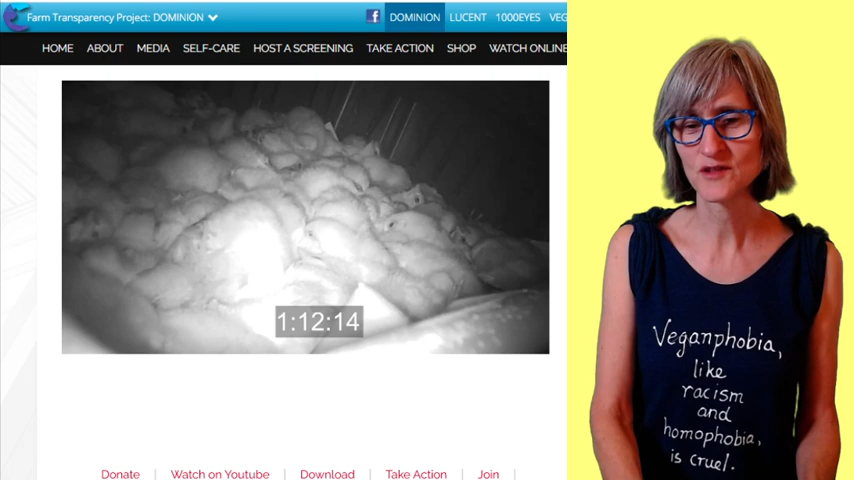 Farm Transparency Project: DOMINION
DOMINION LUCENT 1000EYES VEG
HOME ABOUT MEDIA SELF-CARE HOST A SCREENING TAKE ACTION SHOP WATCH ONLINE
1:12:14
Donate | Watch on Youtube | Download | Take Action | Join |
Veganphobia,
like
racism
and
homophobia,
is cruel.